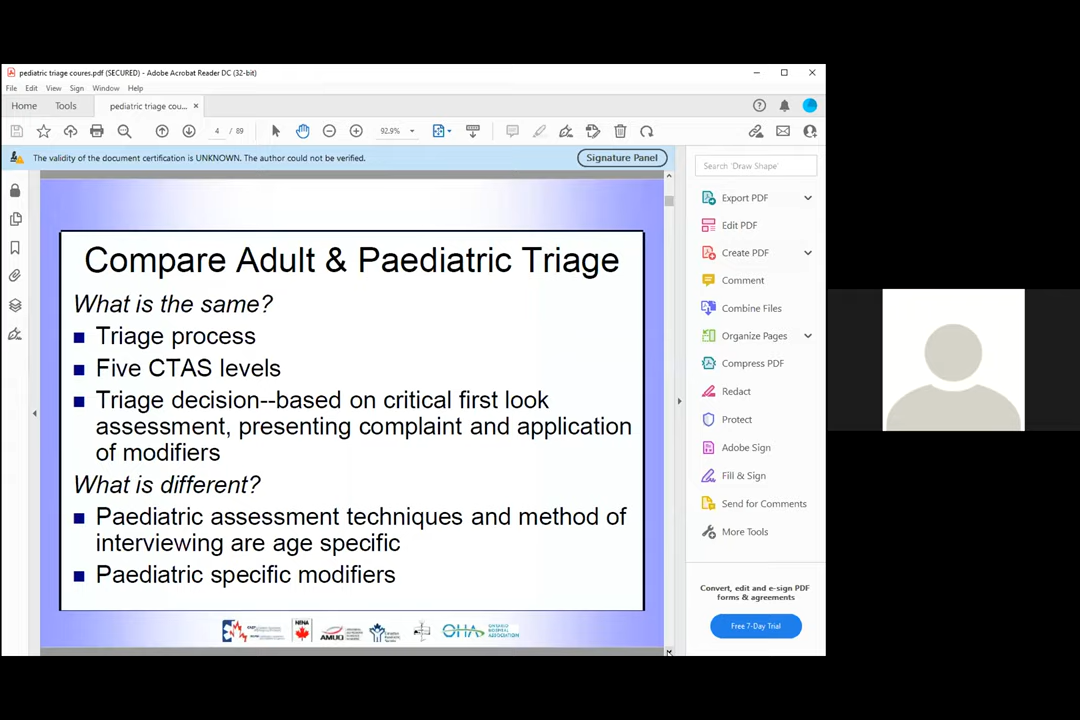 pediatric triage coures.pdf (SECURED) - Adobe Acrobat Reader DC (32-bit)
File Edit View Sign Window Help
Home Tools pediatric triage cou... ×
4 / 89 92.9%
The validity of the document certification is UNKNOWN. The author could not be verified.
Signature Panel
Compare Adult & Paediatric Triage
What is the same?
Triage process
Five CTAS levels
Triage decision--based on critical first look
assessment, presenting complaint and application
of modifiers
What is different?
Paediatric assessment techniques and method of
interviewing are age specific
Paediatric specific modifiers
NENA
AMUQ
OHA ONTARIO
HOSPITAL
ASSOCIATION
Search 'Draw Shape'
Export PDF
Edit PDF
Create PDF
Comment
Combine Files
Organize Pages
Compress PDF
Redact
Protect
Adobe Sign
Fill & Sign
Send for Comments
More Tools
Convert, edit and e-sign PDF
forms & agreements
Free 7-Day Trial